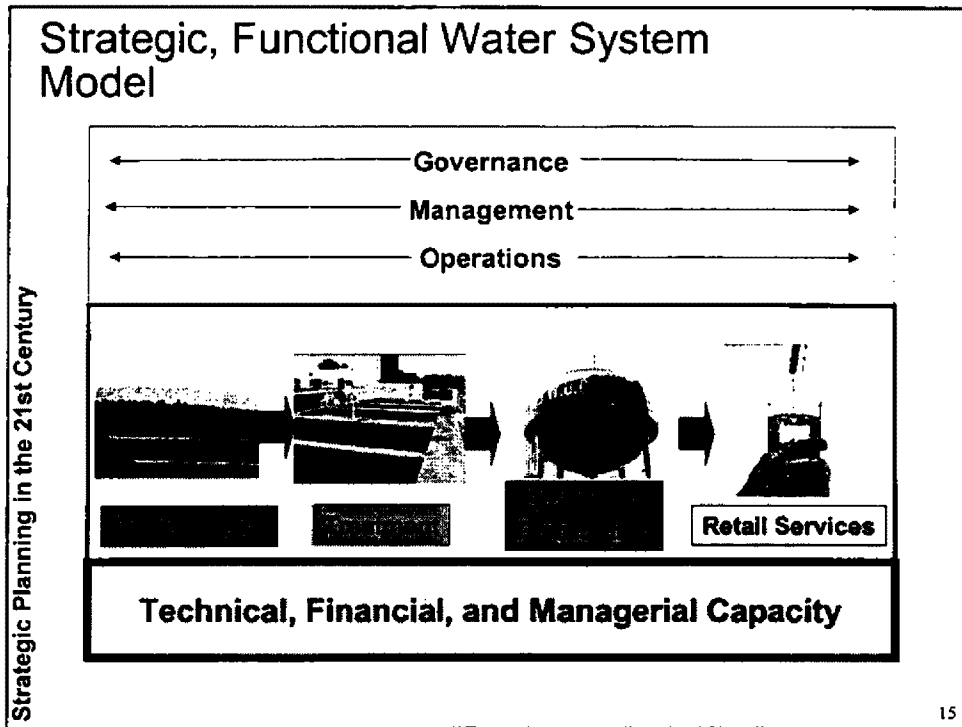 Strategic, Functional Water System
Model
Governance
Management
Operations
Retail Services
Technical, Financial, and Managerial Capacity
Strategic Planning in the 21st Century
15